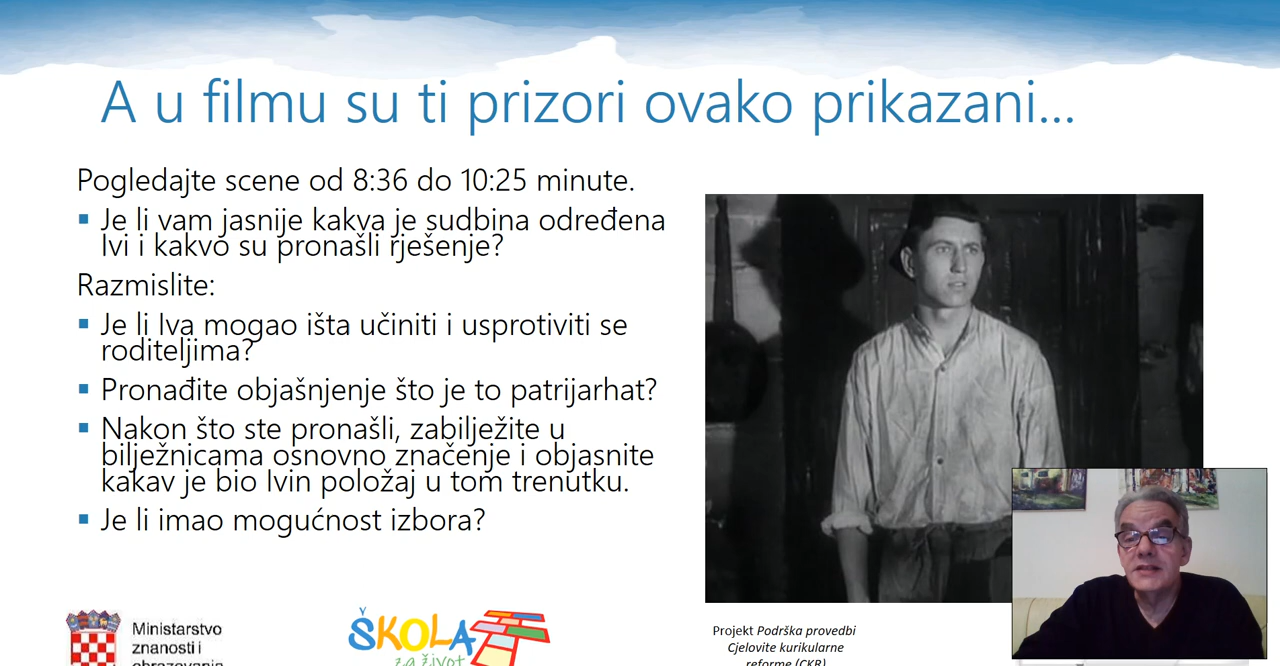 A u filmu su ti prizori ovako prikazani...
Pogledajte scene od 8:36 do 10:25 minute.
▪ Je li vam jasnije kakva je sudbina određena
Ivi i kakvo su pronašli rješenje?
Razmislite:
▪ Je li Iva mogao išta učiniti i usprotiviti se
roditeljima?
▪ Pronađite objašnjenje što je to patrijarhat?
▪ Nakon što ste pronašli, zabilježite u
bilježnicama osnovno značenje i objasnite
kakav je bio Ivin položaj u tom trenutku.
▪ Je li imao mogućnost izbora?
Ministarstvo
znanosti i
obrazovanja
ŠKOLA
za život
Projekt Podrška provedbi
Cjelovite kurikularne
reforme (CKR)